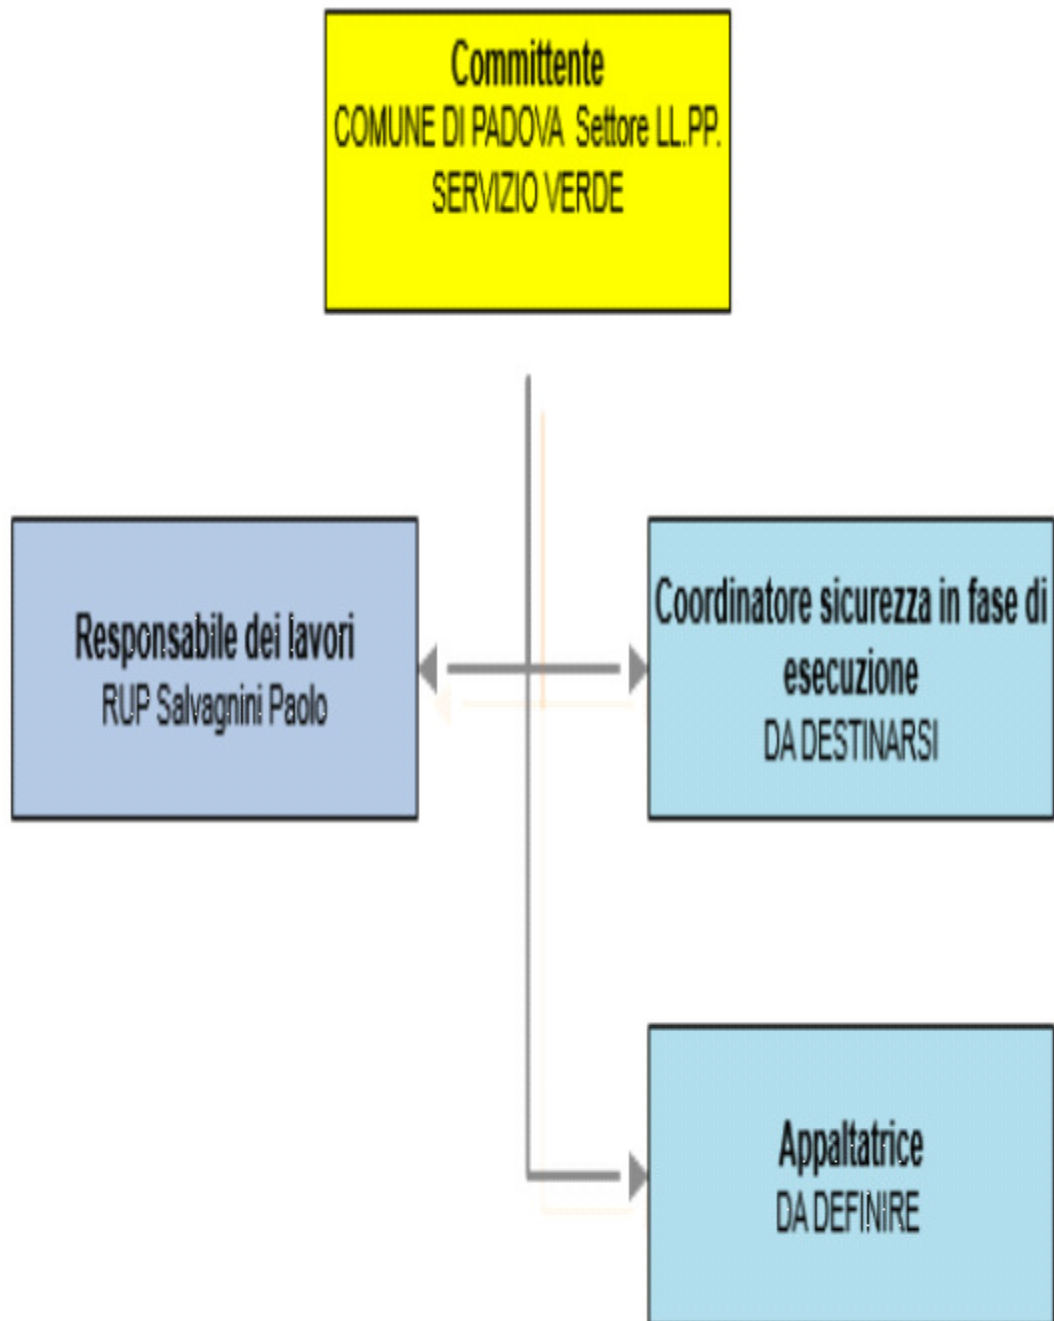 Committente
COMUNE DI PADOVA Settore LL.PP.
SERVIZIO VERDE
Responsabile dei lavori
RUP Salvagnini Paolo
Coordinatore sicurezza in fase di
esecuzione
DA DESTINARSI
Appaltatrice
DA DEFINIRE